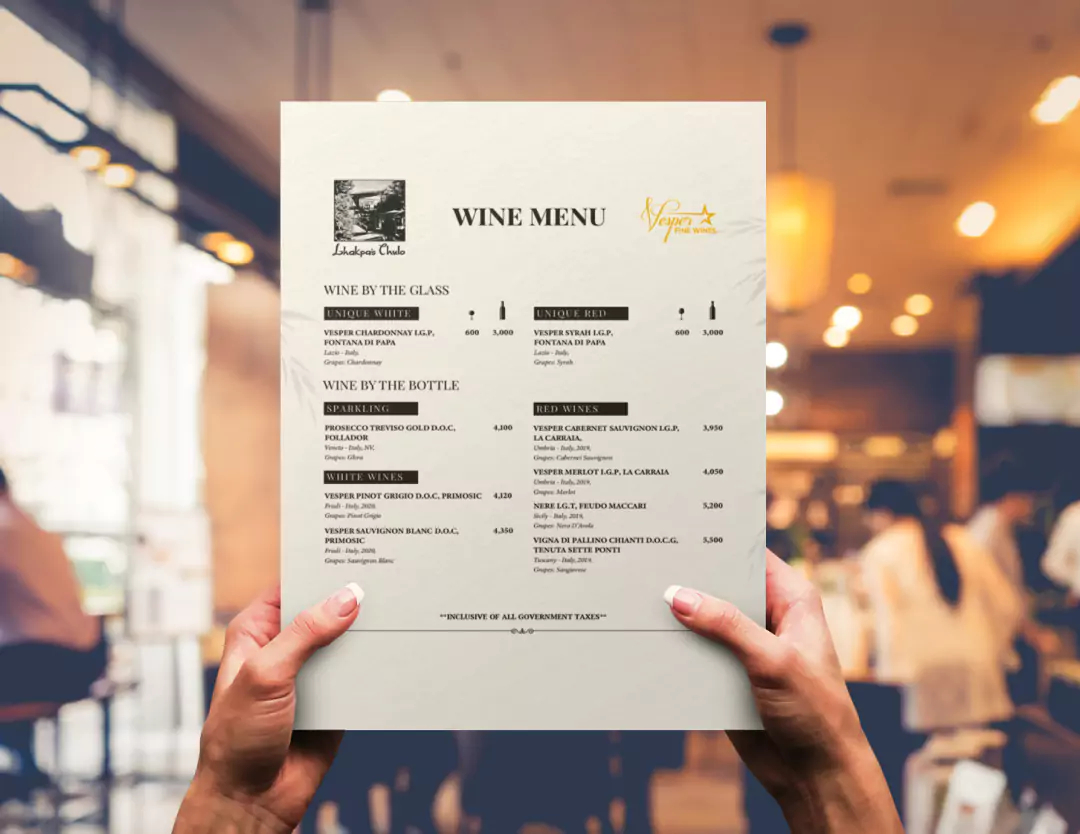 Lhakpa's Chulo
WINE MENU
Vesper
FINE WINES
WINE BY THE GLASS
UNIQUE WHITE
VESPER CHARDONNAY I.G.P, 600 3,000
FONTANA DI PAPA
Lazio - Italy,
Grapes: Chardonnay
UNIQUE RED
VESPER SYRAH I.G.P, 600 3,000
FONTANA DI PAPA
Lazio - Italy,
Grapes: Syrah
WINE BY THE BOTTLE
SPARKLING
PROSECCO TREVISO GOLD D.O.C, 4,100
FOLLADOR
Veneto - Italy, NV,
Grapes: Glera
WHITE WINES
VESPER PINOT GRIGIO D.O.C, PRIMOSIC 4,120
Friuli - Italy, 2020,
Grapes: Pinot Grigio
VESPER SAUVIGNON BLANC D.O.C, 4,350
PRIMOSIC
Friuli - Italy, 2020,
Grapes: Sauvignon Blanc
RED WINES
VESPER CABERNET SAUVIGNON I.G.P, 3,950
LA CARRAIA,
Umbria - Italy, 2019,
Grapes: Cabernet Sauvignon
VESPER MERLOT I.G.P, LA CARRAIA 4,050
Umbria - Italy, 2019,
Grapes: Merlot
NERE I.G.T, FEUDO MACCARI 5,200
Sicily - Italy, 2019,
Grapes: Nero D'Avola
VIGNA DI PALLINO CHIANTI D.O.C.G, 5,500
TENUTA SETTE PONTI
Tuscany - Italy, 2019,
Grapes: Sangiovese
**INCLUSIVE OF ALL GOVERNMENT TAXES**